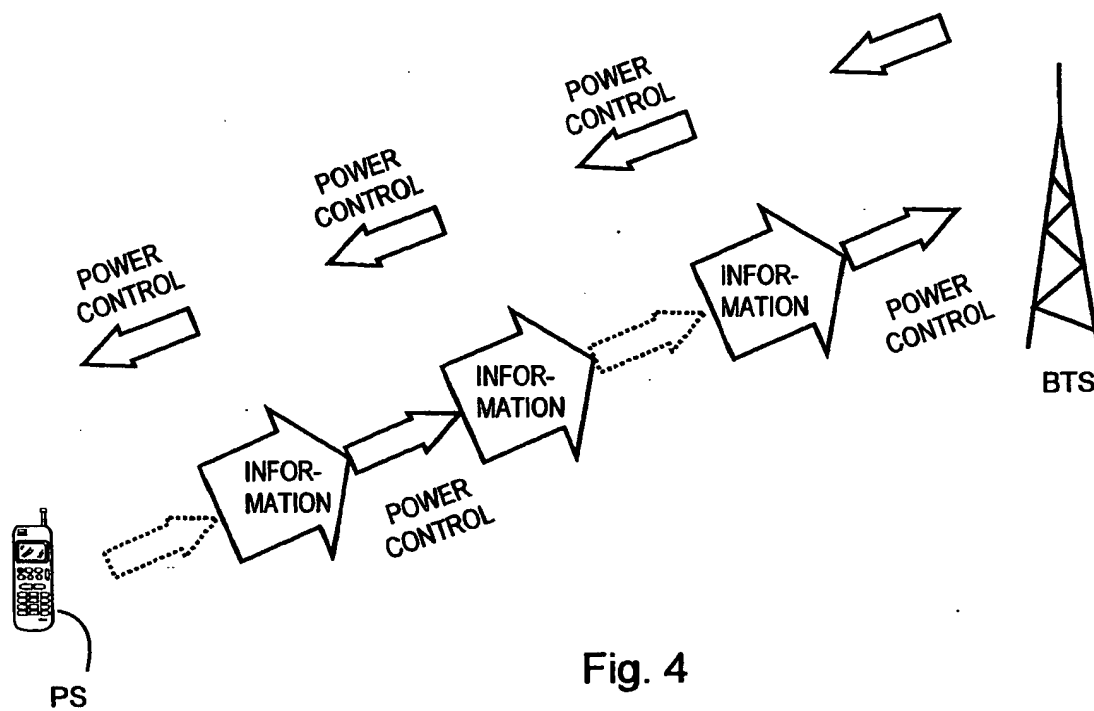 POWER
CONTROL
POWER
CONTROL
POWER
CONTROL
INFOR-
MATION
POWER
CONTROL
BTS
INFOR-
MATION
INFOR-
MATION
POWER
CONTROL
PS
Fig. 4